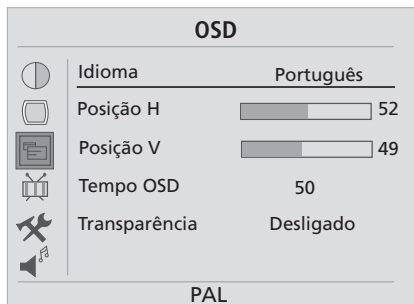 OSD
Idioma Português
Posição H 52
Posição V 49
Tempo OSD 50
Transparência Desligado
PAL